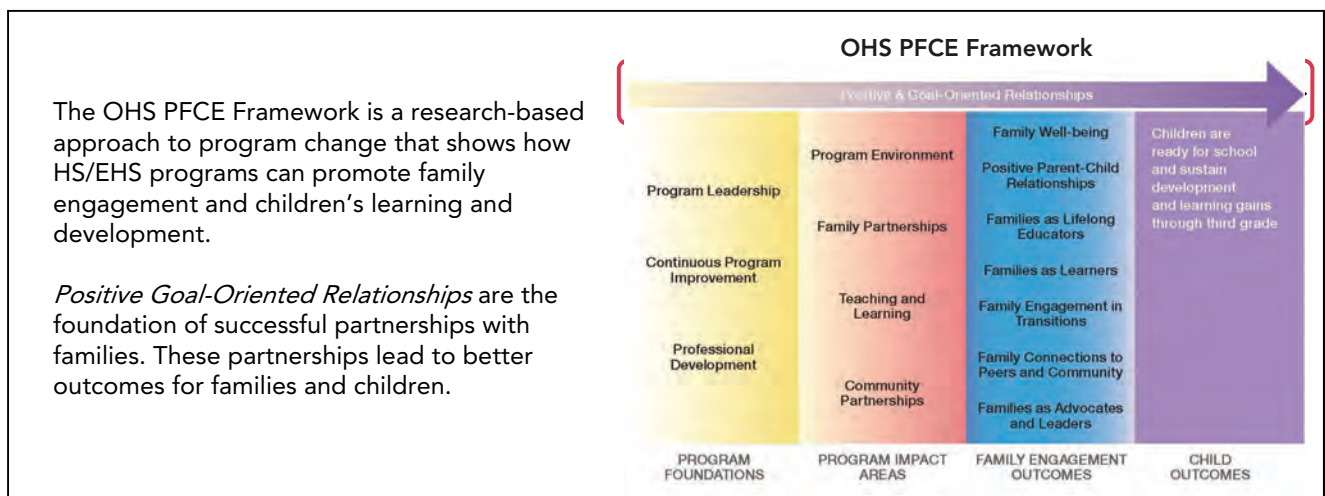 The OHS PFCE Framework is a research-based
approach to program change that shows how
HS/EHS programs can promote family
engagement and children’s learning and
development.
Positive Goal-Oriented Relationships are the
foundation of successful partnerships with
families. These partnerships lead to better
outcomes for families and children.
OHS PFCE Framework
Positive & Goal-Oriented Relationships
Program Leadership
Continuous Program
Improvement
Professional
Development
PROGRAM
FOUNDATIONS
Program Environment
Family Partnerships
Teaching and
Learning
Community
Partnerships
PROGRAM IMPACT
AREAS
Family Well-being
Positive Parent-Child
Relationships
Families as Lifelong
Educators
Families as Learners
Family Engagement in
Transitions
Family Connections to
Peers and Community
Families as Advocates
and Leaders
FAMILY ENGAGEMENT
OUTCOMES
Children are
ready for school
and sustain
development
and learning gains
through third grade
CHILD
OUTCOMES